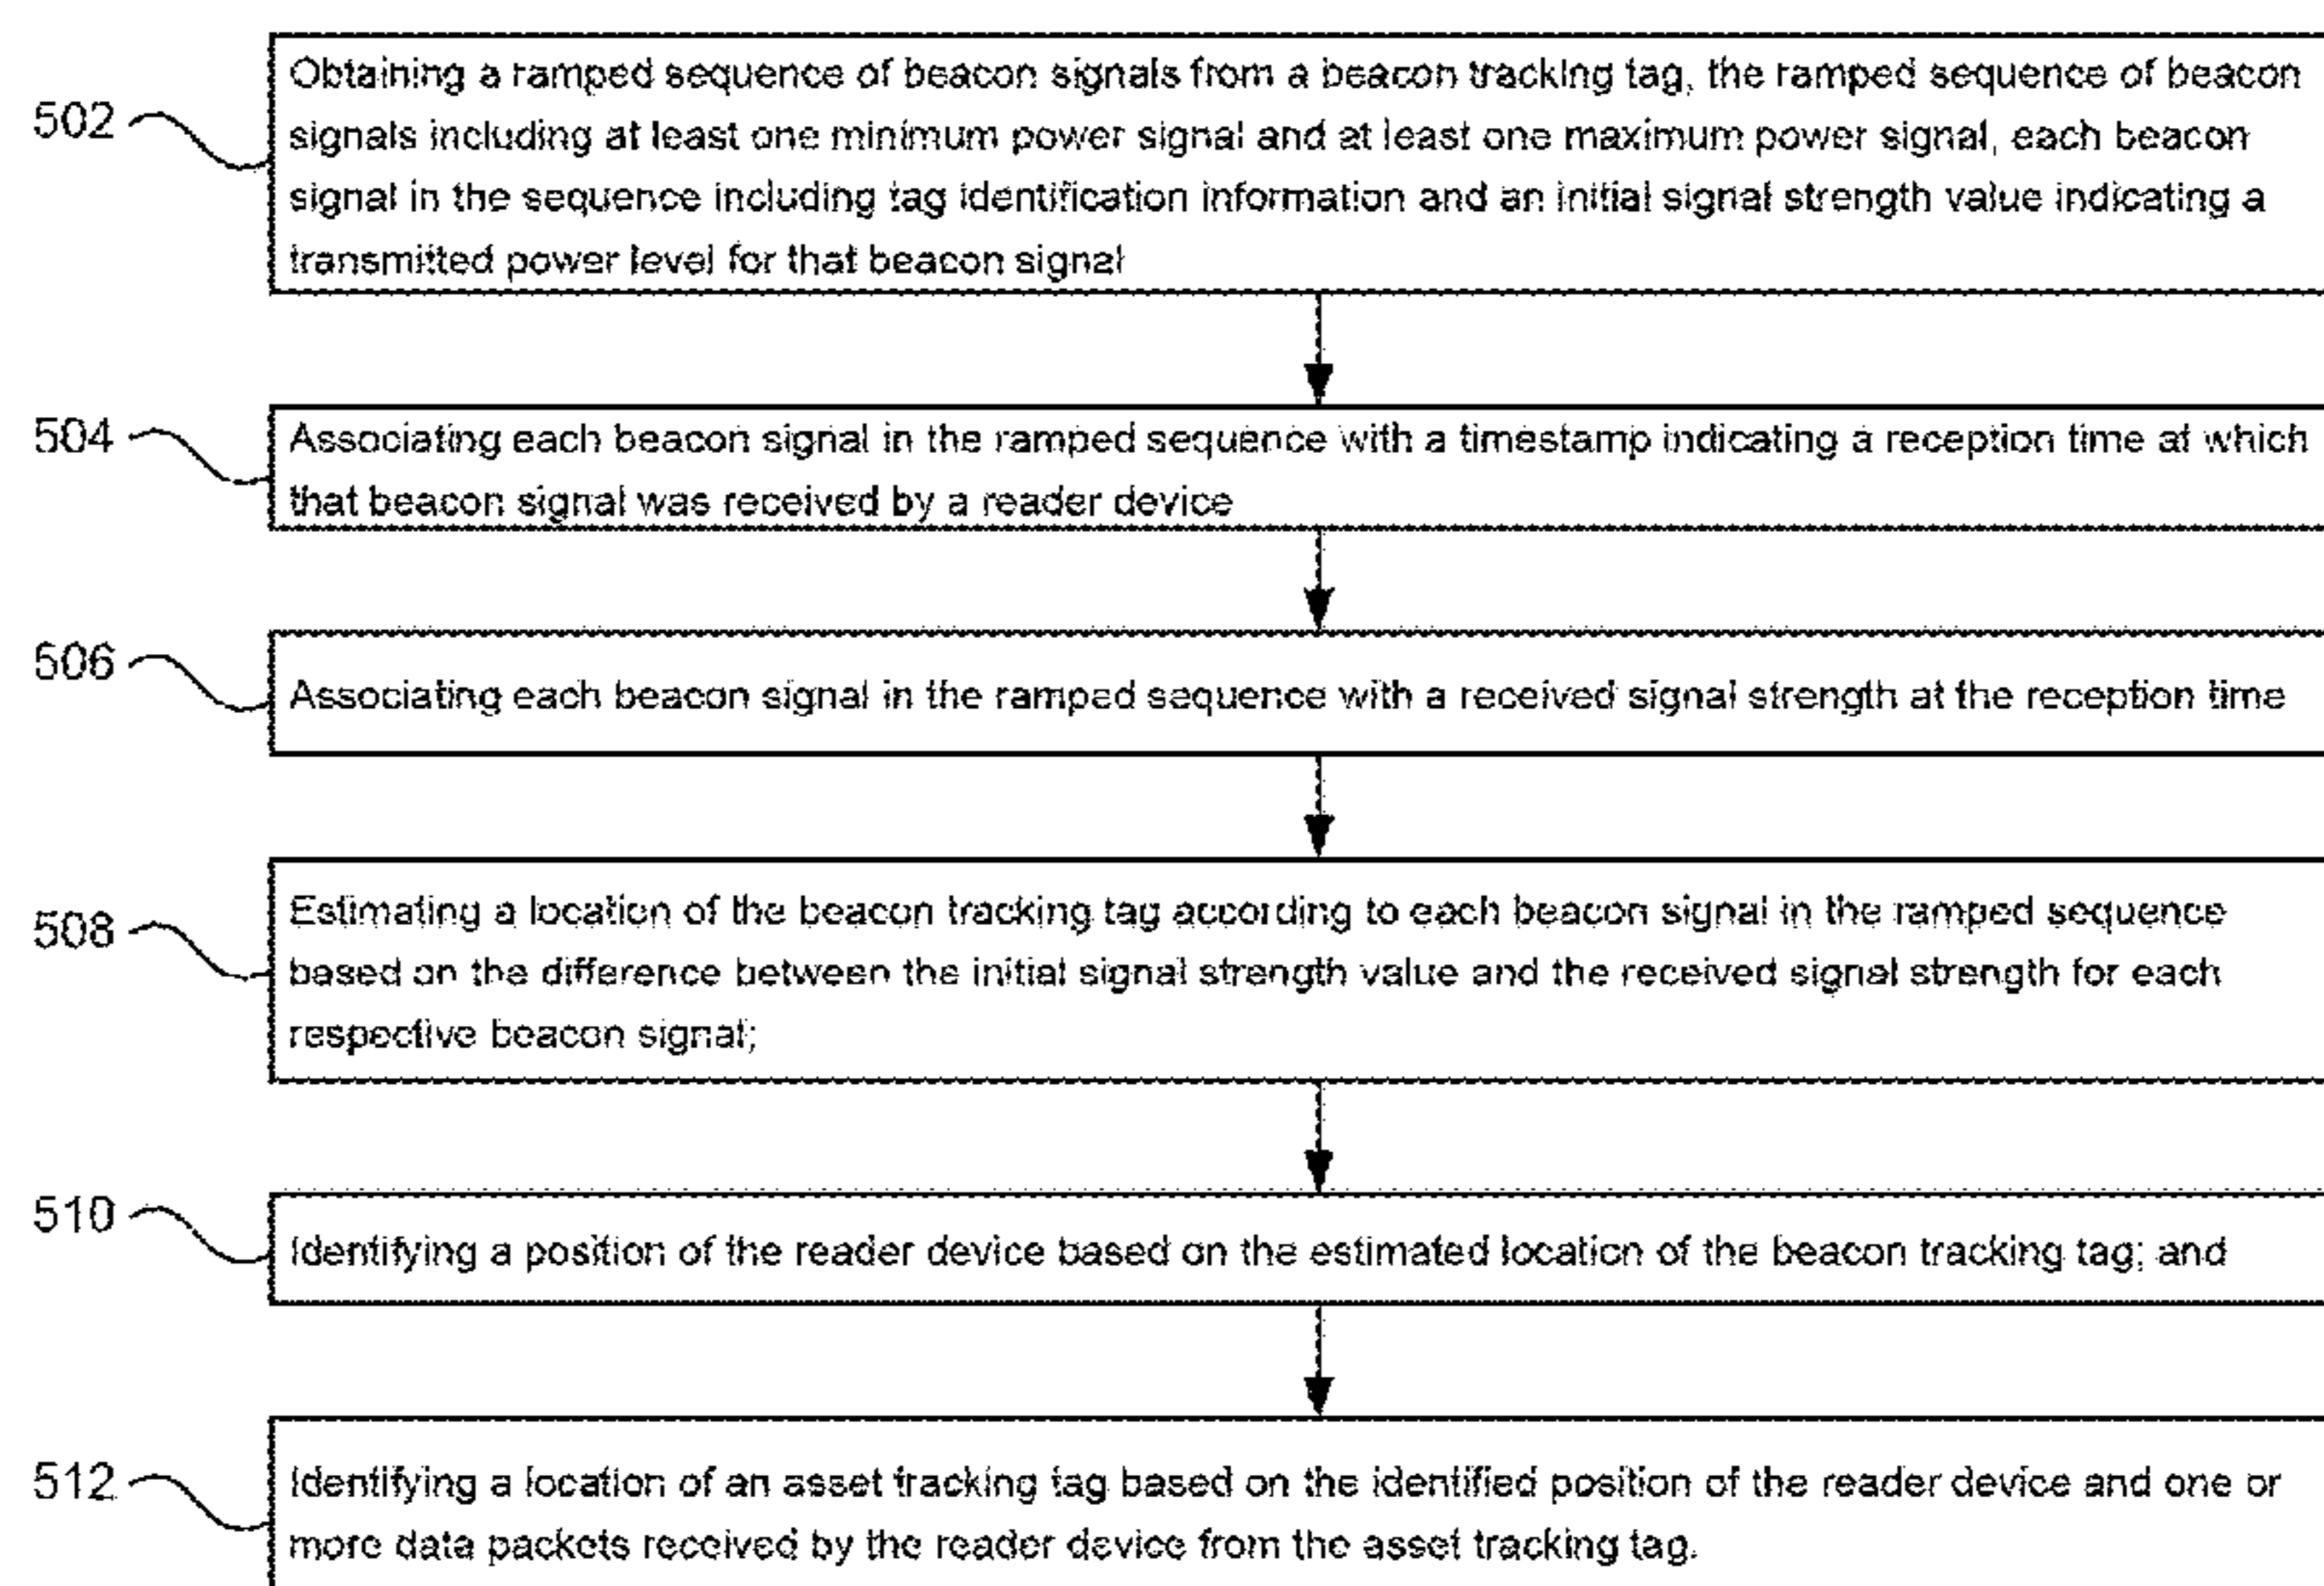 502
Obtaining a ramped sequence of beacon signals from a beacon tracking tag, the ramped sequence of beacon
signals including at least one minimum power signal and at least one maximum power signal, each beacon
signal in the sequence including tag identification information and an initial signal strength value indicating a
transmitted power level for that beacon signal
504
Associating each beacon signal in the ramped sequence with a timestamp indicating a reception time at which
that beacon signal was received by a reader device
506
Associating each beacon signal in the ramped sequence with a received signal strength at the reception time
508
Estimating a location of the beacon tracking tag according to each beacon signal in the ramped sequence
based on the difference between the initial signal strength value and the received signal strength for each
respective beacon signal;
510
Identifying a position of the reader device based on the estimated location of the beacon tracking tag; and
512
Identifying a location of an asset tracking tag based on the identified position of the reader device and one or
more data packets received by the reader device from the asset tracking tag.